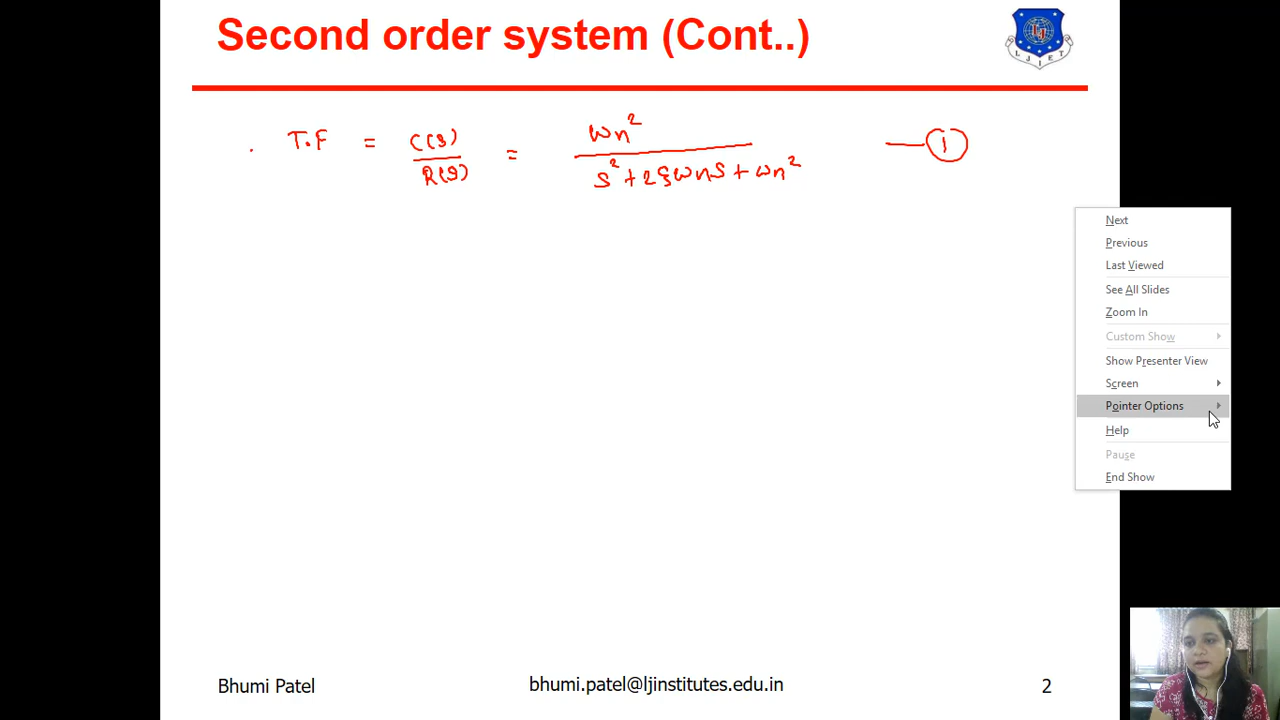 Second order system (Cont..)
LJIET
T.F = C(S)/R(S) = ωn²/(s² + 2ξωns + ωn²) — ①
Next
Previous
Last Viewed
See All Slides
Zoom In
Custom Show
Show Presenter View
Screen
Pointer Options
Help
Pause
End Show
Bhumi Patel
bhumi.patel@ljinstitutes.edu.in
2